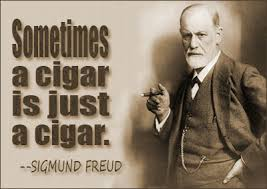 Sometimes
a cigar
is just
a cigar.
--SIGMUND FREUD